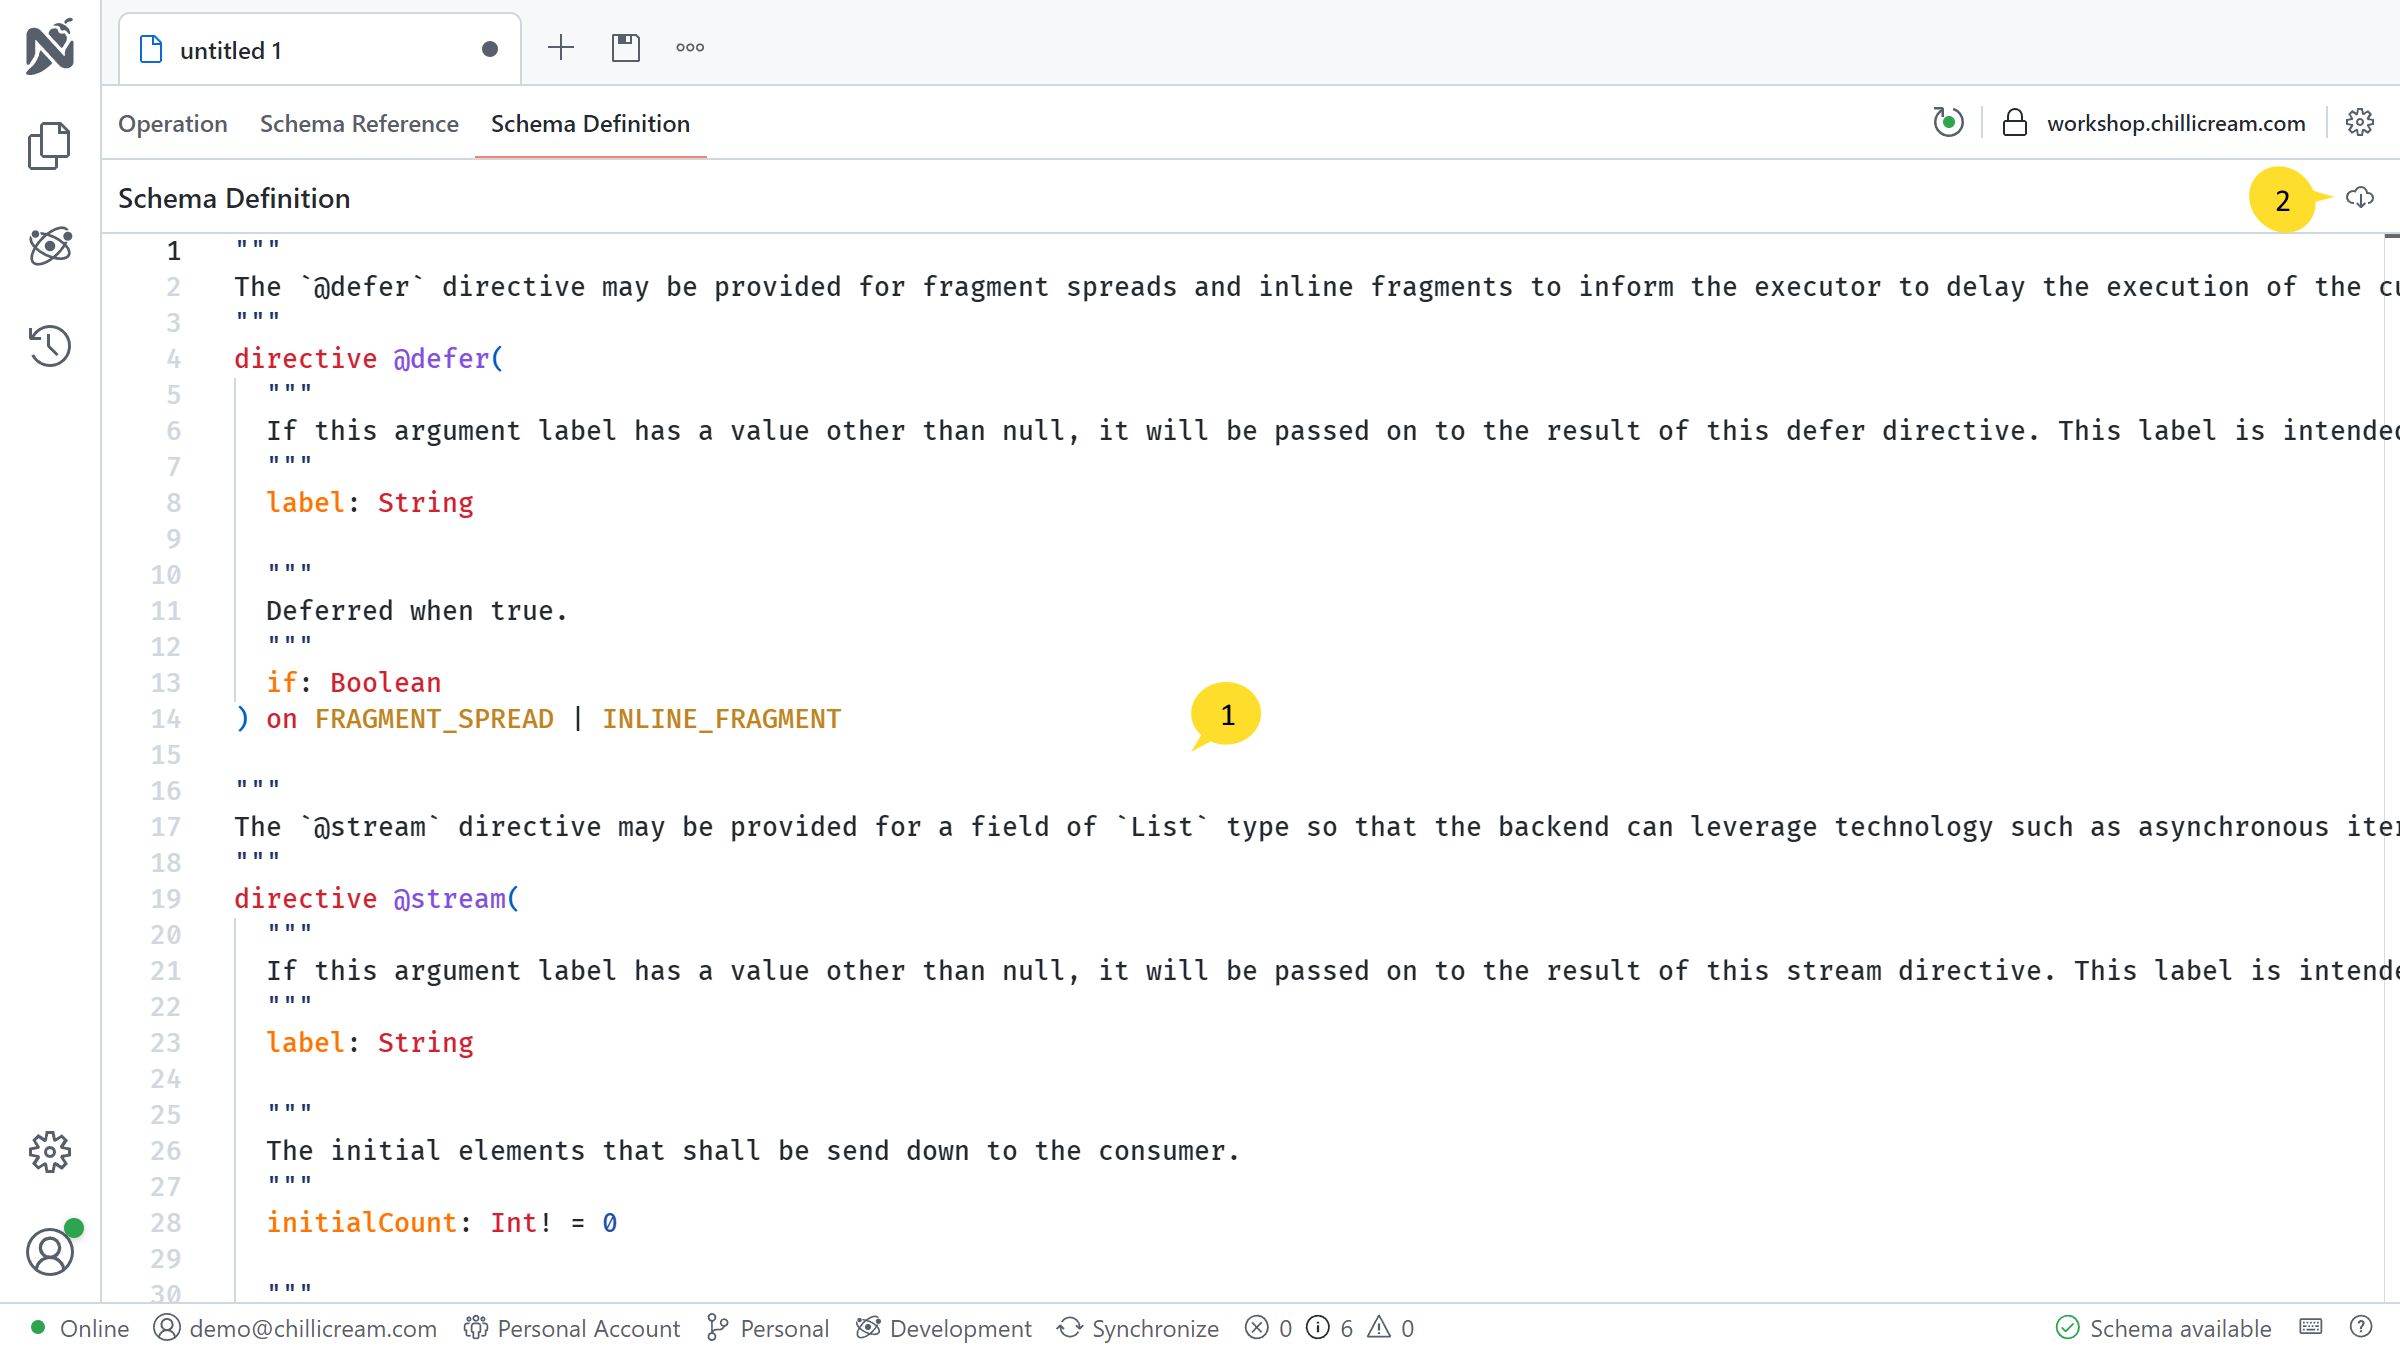 untitled 1
Operation Schema Reference Schema Definition workshop.chillicream.com
Schema Definition 2
1 """
2 The `@defer` directive may be provided for fragment spreads and inline fragments to inform the executor to delay the execution of the
3 """
4 directive @defer(
5 """
6 If this argument label has a value other than null, it will be passed on to the result of this defer directive. This label is intended
7 """
8 label: String
9
10 """
11 Deferred when true.
12 """
13 if: Boolean
14 ) on FRAGMENT_SPREAD | INLINE_FRAGMENT
1
15
16 """
17 The `@stream` directive may be provided for a field of `List` type so that the backend can leverage technology such as asynchronous
18 """
19 directive @stream(
20 """
21 If this argument label has a value other than null, it will be passed on to the result of this stream directive. This label is
22 """
23 label: String
24
25 """
26 The initial elements that shall be send down to the consumer.
27 """
28 initialCount: Int! = 0
29
30 """
Online demo@chillicream.com Personal Account Personal Development Synchronize 0 6 0 Schema available